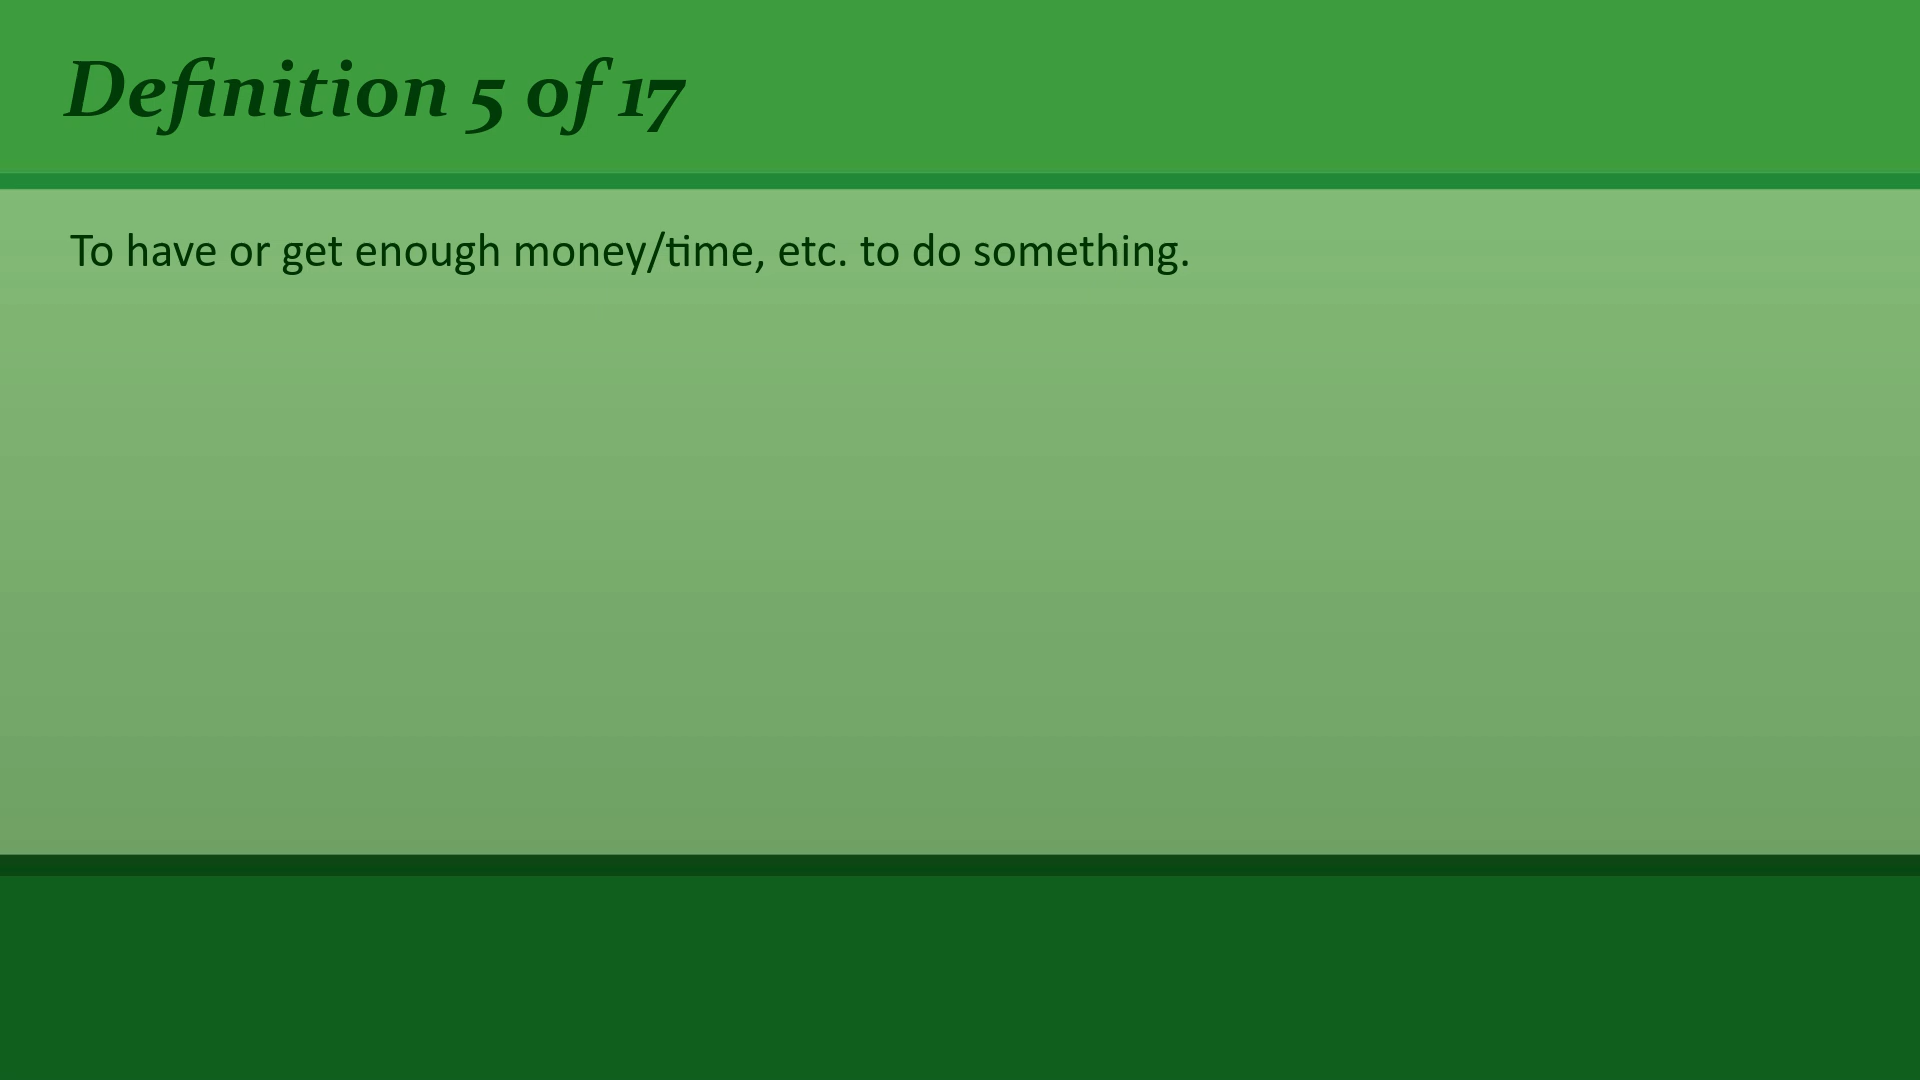 Definition 5 of 17
To have or get enough money/time, etc. to do something.